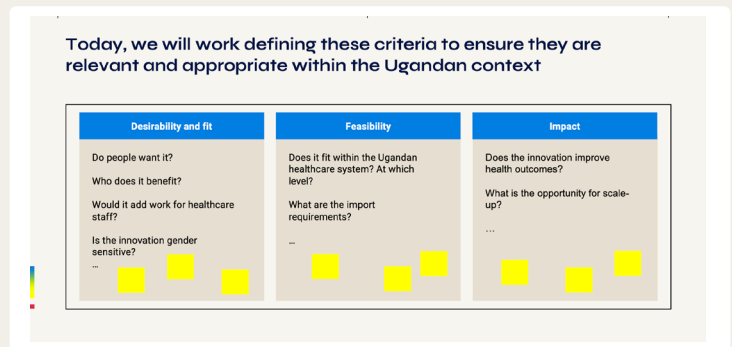 Today, we will work defining these criteria to ensure they are
relevant and appropriate within the Ugandan context
Desirability and fit
Do people want it?
Who does it benefit?
Would it add work for healthcare
staff?
Is the innovation gender
sensitive?
...
Feasibility
Does it fit within the Ugandan
healthcare system? At which
level?
What are the import
requirements?
...
Impact
Does the innovation improve
health outcomes?
What is the opportunity for scale-
up?
...